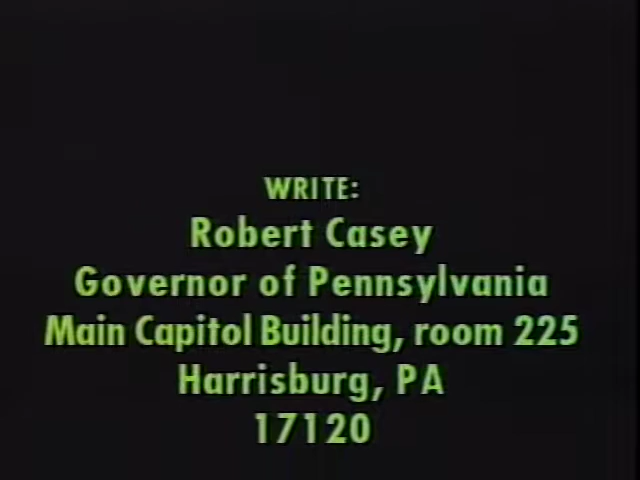 WRITE:
Robert Casey
Governor of Pennsylvania
Main Capitol Building, room 225
Harrisburg, PA
17120